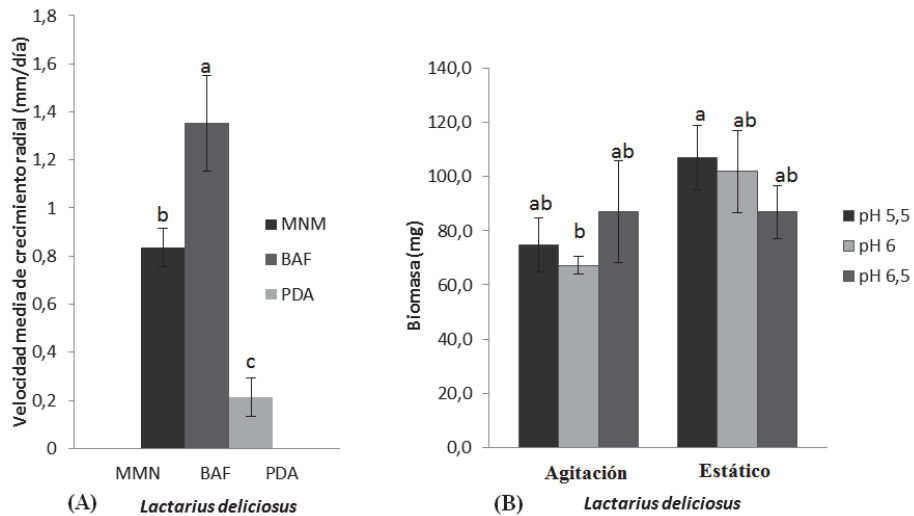 Velocidad media de crecimiento radial (mm/día)
1,8
1,6
1,4
1,2
1
0,8
0,6
0,4
0,2
0
b
a
c
MNM
BAF
PDA
MMN BAF PDA
(A) Lactarius deliciosus
Biomasa (mg)
140,0
120,0
100,0
80,0
60,0
40,0
20,0
0,0
ab
b
ab
a
ab
ab
pH 5,5
pH 6
pH 6,5
Agitación Estático
(B) Lactarius deliciosus